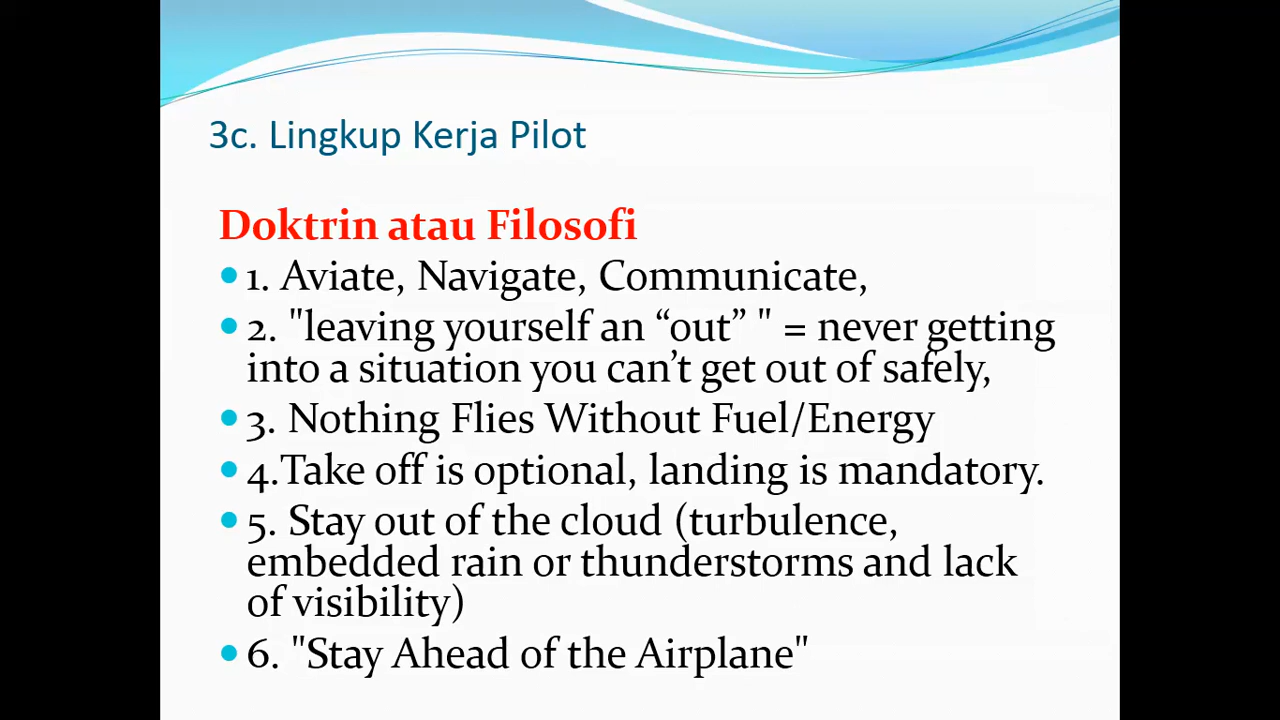 3c. Lingkup Kerja Pilot
Doktrin atau Filosofi
• 1. Aviate, Navigate, Communicate,
• 2. "leaving yourself an “out” " = never getting
into a situation you can’t get out of safely,
• 3. Nothing Flies Without Fuel/Energy
• 4.Take off is optional, landing is mandatory.
• 5. Stay out of the cloud (turbulence,
embedded rain or thunderstorms and lack
of visibility)
• 6. "Stay Ahead of the Airplane"